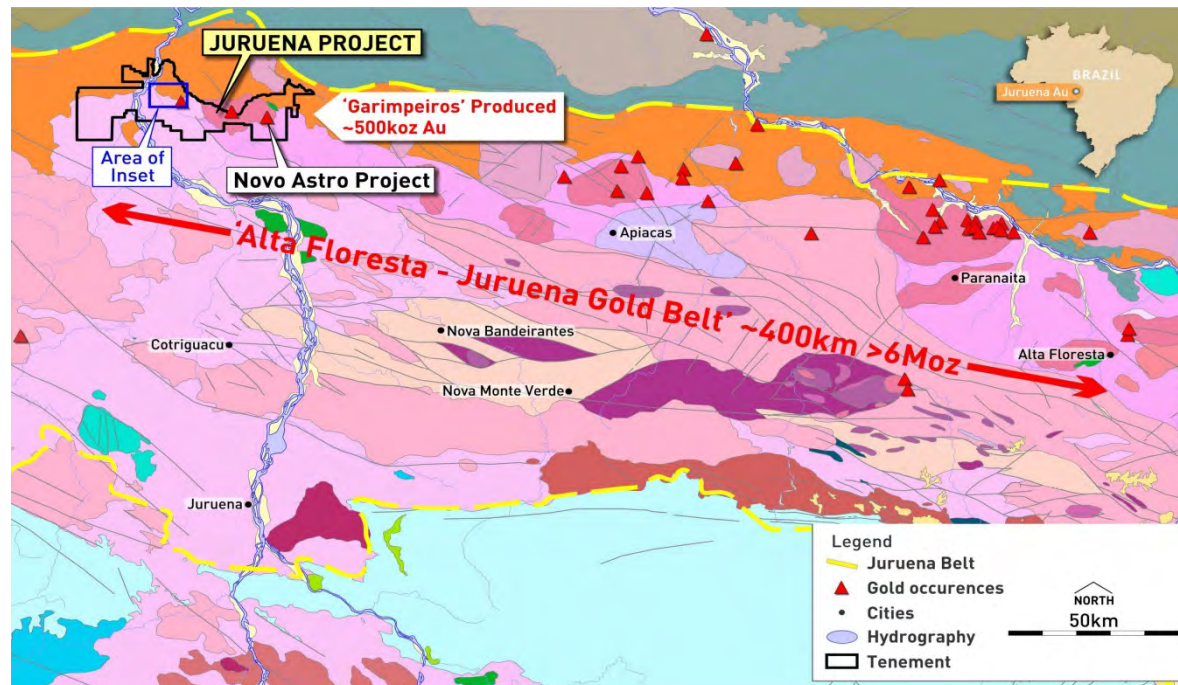 JURUENA PROJECT
'Garimpeiros' Produced
~500koz Au
Area of
Inset
Novo Astro Project
BRAZIL
Juruena Au
'Alta Floresta - Juruena Gold Belt' ~400km >6Moz
Apiacas
Paranaita
Nova Bandeirantes
Cotriguacu
Alta Floresta
Nova Monte Verde
Juruena
Legend
Juruena Belt
Gold occurences
Cities
Hydrography
Tenement
NORTH
50km